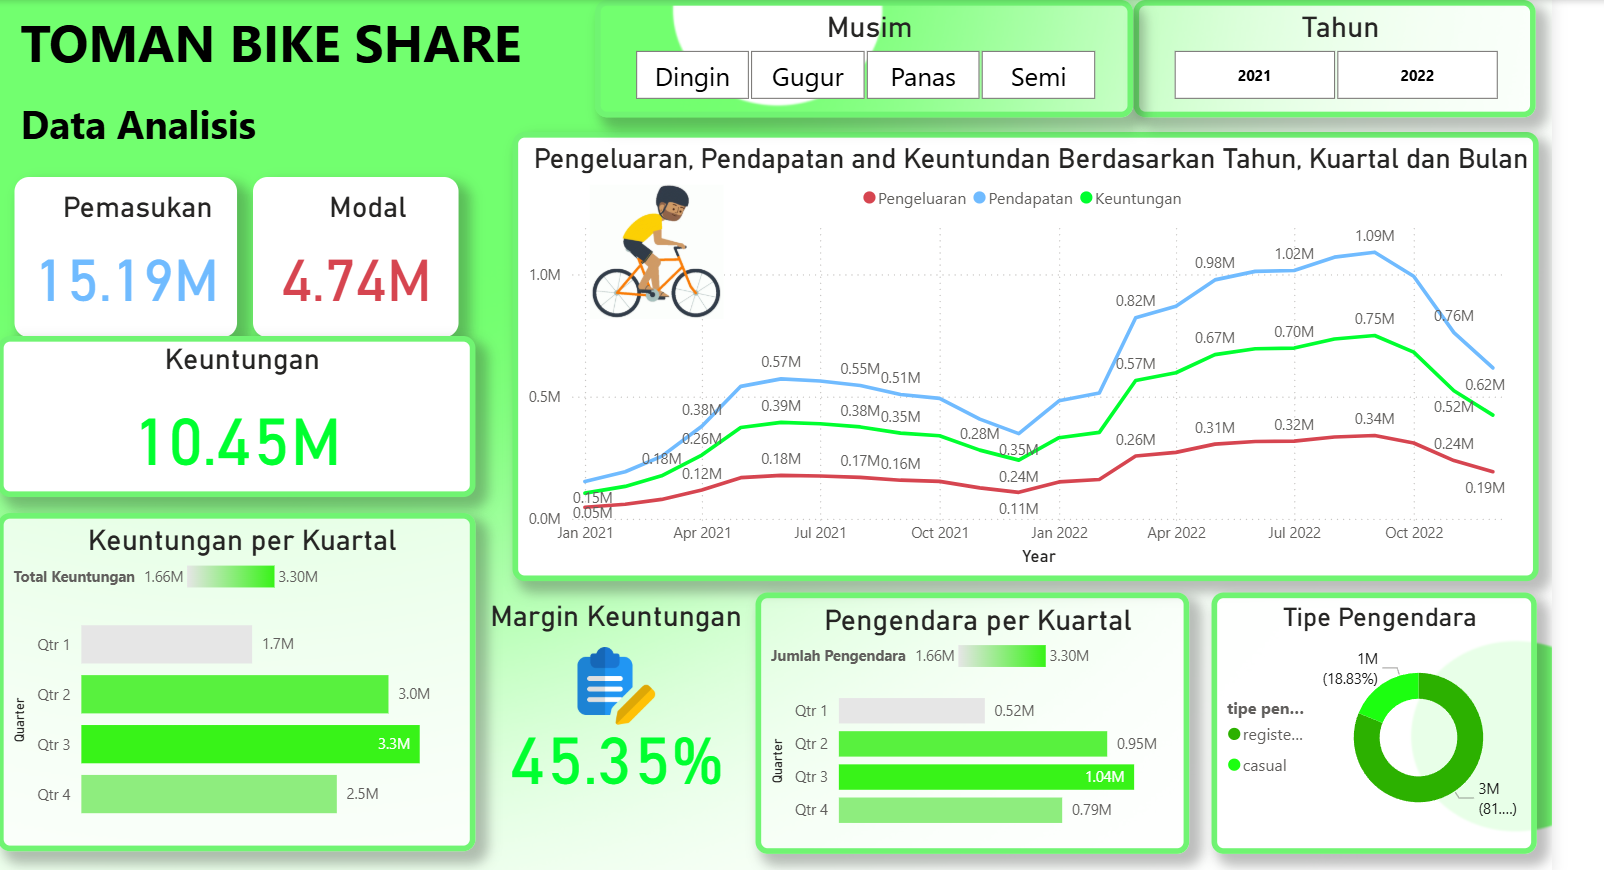 TOMAN BIKE SHARE
Data Analisis
Musim
Dingin Gugur Panas Semi
Tahun
2021 2022
Pemasukan
15.19M
Modal
4.74M
Keuntungan
10.45M
Pengeluaran, Pendapatan and Keuntundan Berdasarkan Tahun, Kuartal dan Bulan
Pengeluaran Pendapatan Keuntungan
1.0M
0.5M
0.0M
0.15M
0.05M
0.18M
0.38M
0.26M
0.12M
0.57M
0.39M
0.18M
0.55M
0.38M
0.17M
0.51M
0.35M
0.16M
0.28M
0.35M
0.24M
0.11M
0.82M
0.57M
0.26M
0.98M
0.67M
0.31M
1.02M
0.70M
0.32M
1.09M
0.75M
0.34M
0.76M
0.52M
0.24M
0.62M
0.19M
Jan 2021 Apr 2021 Jul 2021 Oct 2021 Jan 2022 Apr 2022 Jul 2022 Oct 2022
Year
Keuntungan per Kuartal
Total Keuntungan 1.66M 3.30M
Quarter
Qtr 1 1.7M
Qtr 2 3.0M
Qtr 3 3.3M
Qtr 4 2.5M
Margin Keuntungan
45.35%
Pengendara per Kuartal
Jumlah Pengendara 1.66M 3.30M
Quarter
Qtr 1 0.52M
Qtr 2 0.95M
Qtr 3 1.04M
Qtr 4 0.79M
Tipe Pengendara
1M
(18.83%)
tipe pen...
registe...
casual
3M
(81....)